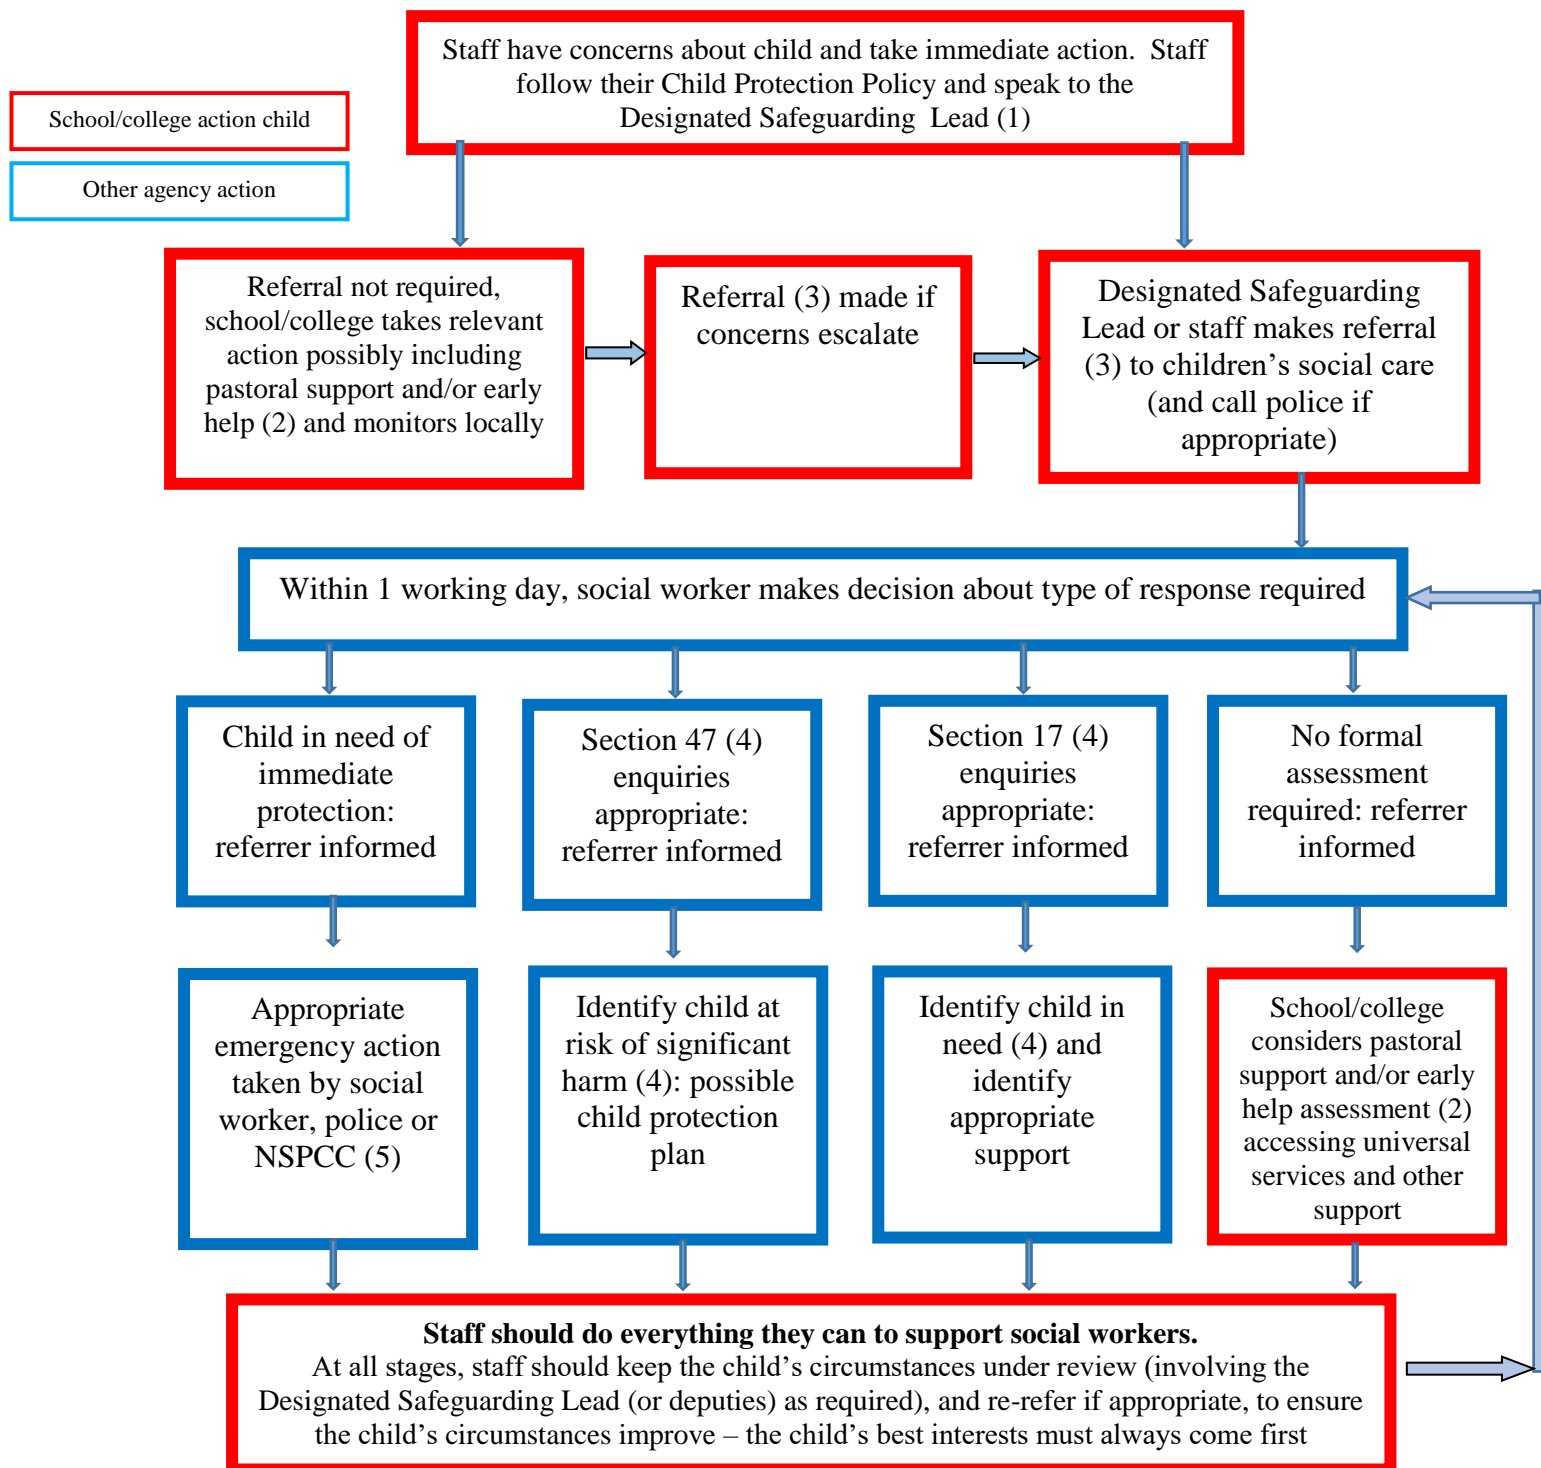 Staff have concerns about child and take immediate action.  Staff
follow their Child Protection Policy and speak to the
Designated Safeguarding  Lead (1)
School/college action child
Other agency action
Referral not required,
school/college takes relevant
action possibly including
pastoral support and/or early
help (2) and monitors locally
Referral (3) made if
concerns escalate
Designated Safeguarding
Lead or staff makes referral
(3) to children’s social care
(and call police if
appropriate)
Within 1 working day, social worker makes decision about type of response required
Child in need of
immediate
protection:
referrer informed
Section 47 (4)
enquiries
appropriate:
referrer informed
Section 17 (4)
enquiries
appropriate:
referrer informed
No formal
assessment
required: referrer
informed
Appropriate
emergency action
taken by social
worker, police or
NSPCC (5)
Identify child at
risk of significant
harm (4): possible
child protection
plan
Identify child in
need (4) and
identify
appropriate
support
School/college
considers pastoral
support and/or early
help assessment (2)
accessing universal
services and other
support
Staff should do everything they can to support social workers.
At all stages, staff should keep the child’s circumstances under review (involving the
Designated Safeguarding Lead (or deputies) as required), and re-refer if appropriate, to ensure
the child’s circumstances improve – the child’s best interests must always come first